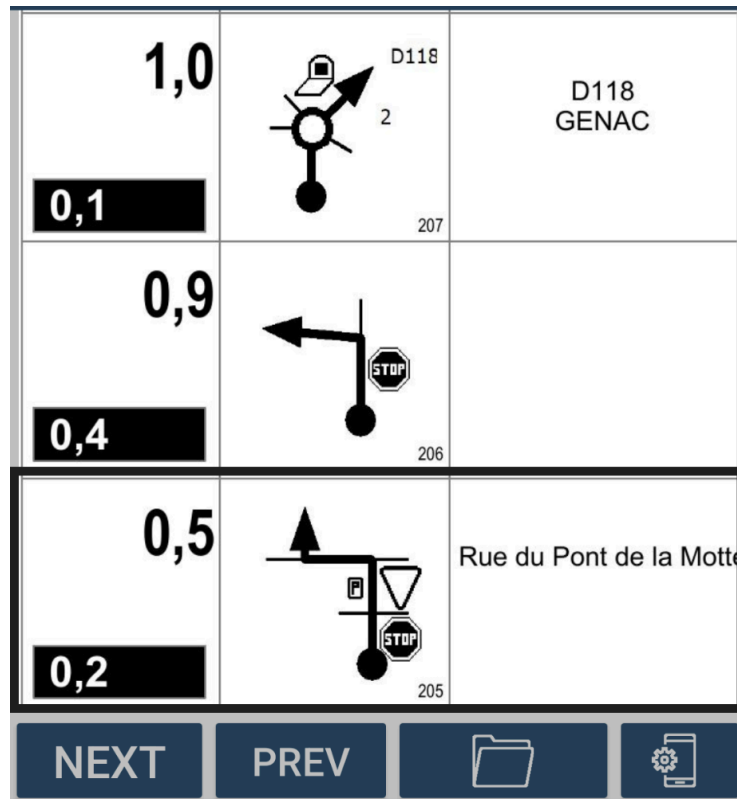 1,0
D118
2
D118
GENAC
0,1
207
0,9
STOP
0,4
206
0,5
P
Rue du Pont de la Motte
STOP
0,2
205
NEXT
PREV